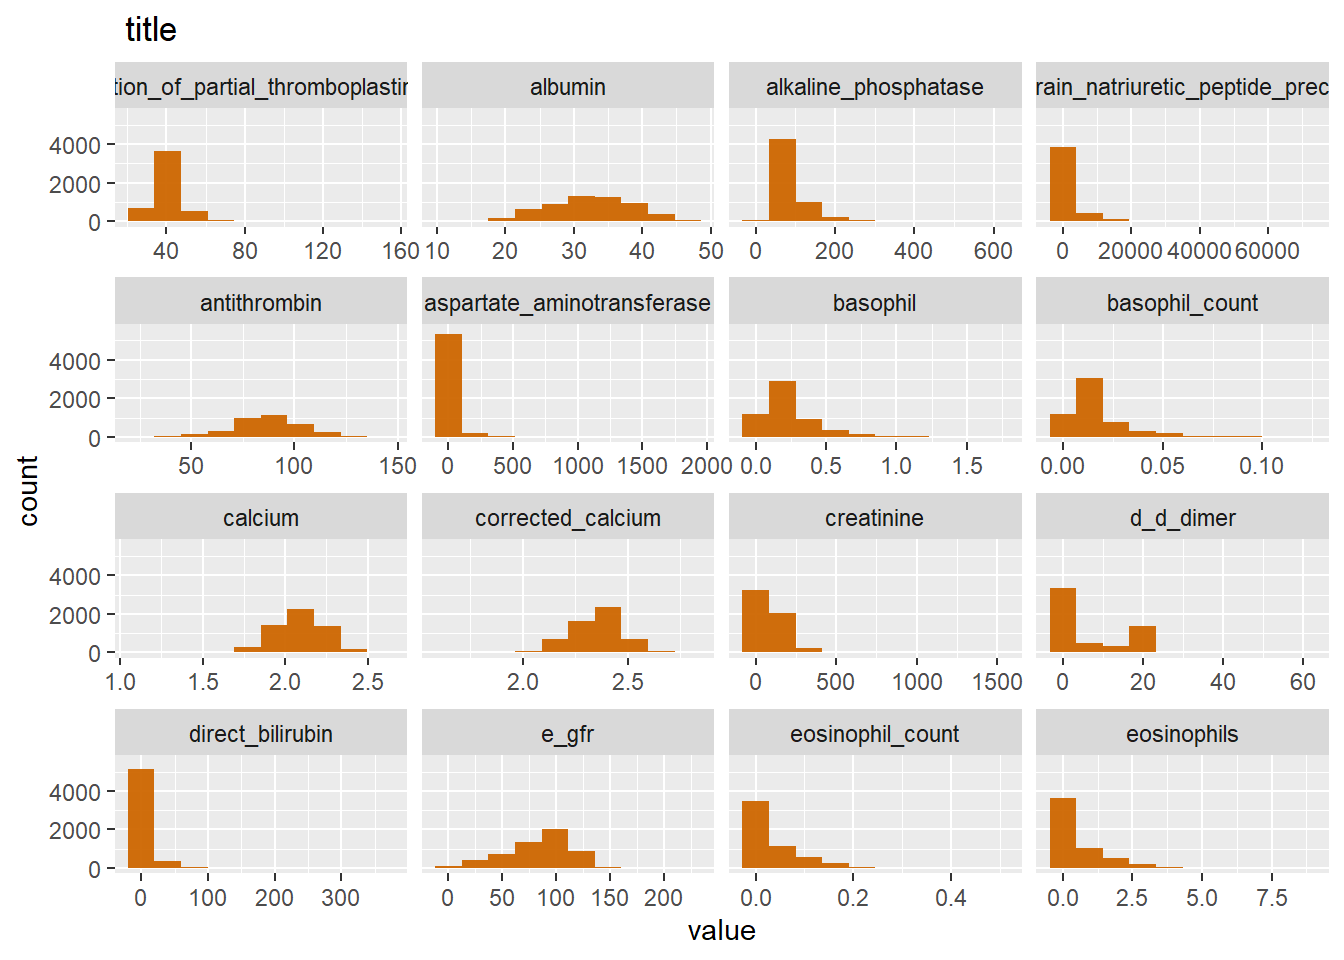 title
tion_of_partial_thromboplastin albumin alkaline_phosphatase rain_natriuretic_peptide_prec
4000
2000
0
40 80 120 160 10 20 30 40 50 0 200 400 600 0 20000 40000 60000
antithrombin aspartate_aminotransferase basophil basophil_count
4000
2000
0
50 100 150 0 500 1000 1500 2000 0.0 0.5 1.0 1.5 0.00 0.05 0.10
count
calcium corrected_calcium creatinine d_d_dimer
4000
2000
0
1.0 1.5 2.0 2.5 2.0 2.5 0 500 1000 1500 0 20 40 60
direct_bilirubin e_gfr eosinophil_count eosinophils
4000
2000
0
0 100 200 300 0 50 100 150 200 0.0 0.2 0.4 0.0 2.5 5.0 7.5
value